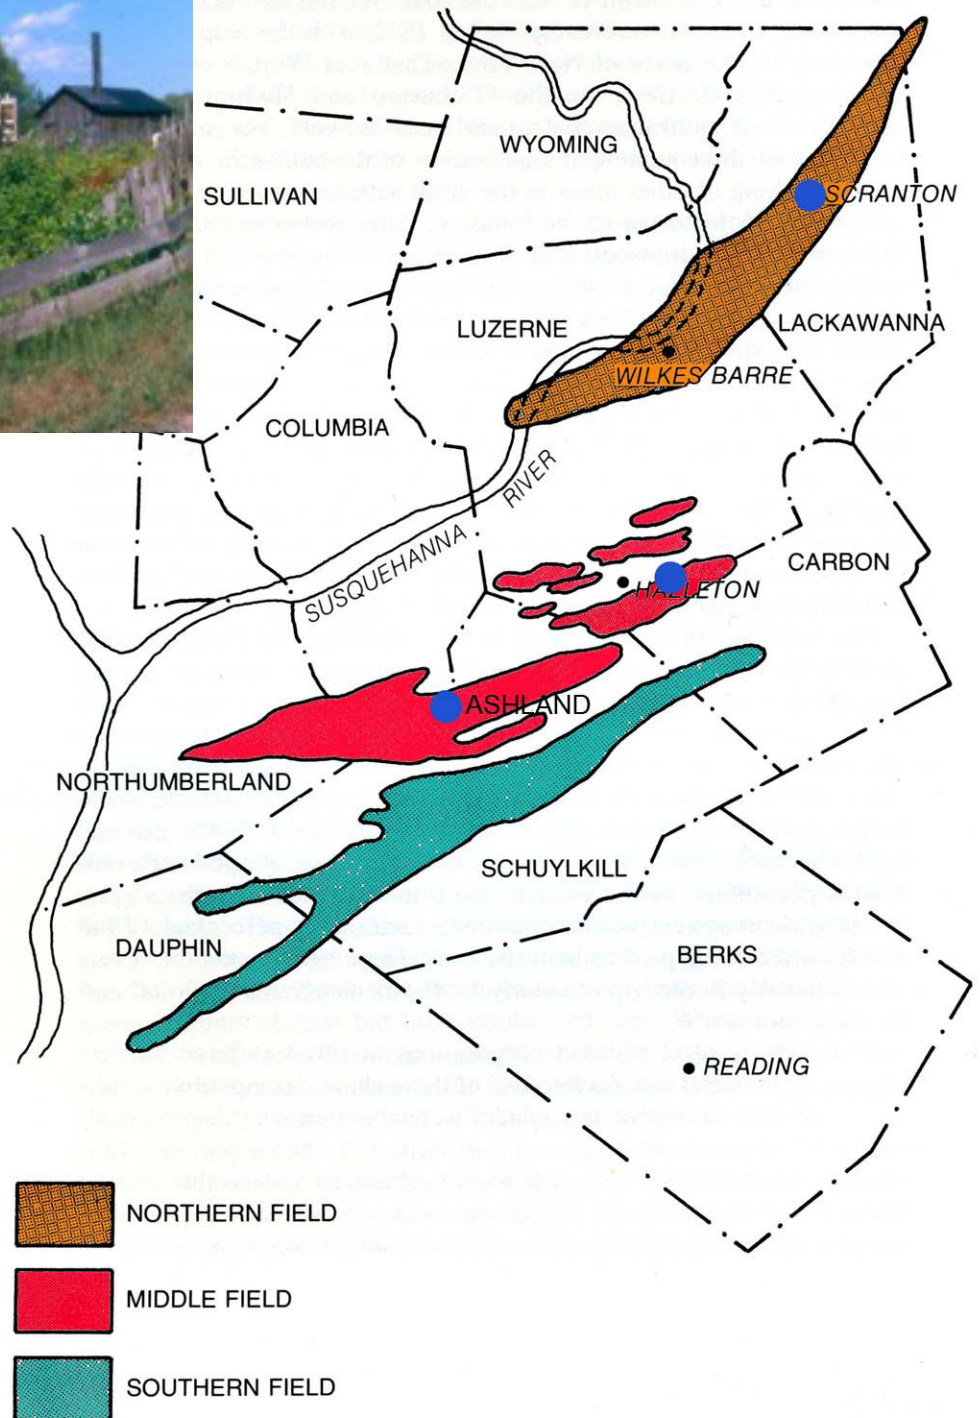 WYOMING
SULLIVAN
SCRANTON
LUZERNE
LACKAWANNA
WILKES BARRE
COLUMBIA
SUSQUEHANNA RIVER
CARBON
HAZLETON
ASHLAND
NORTHUMBERLAND
SCHUYLKILL
DAUPHIN
BERKS
READING
NORTHERN FIELD
MIDDLE FIELD
SOUTHERN FIELD